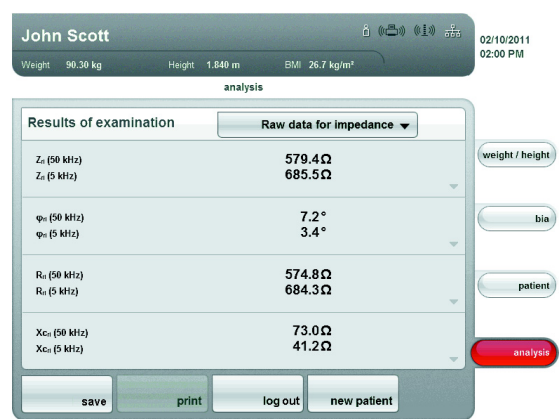 John Scott
Weight 90.30 kg Height 1.840 m BMI 26.7 kg/m²
02/10/2011
02:00 PM
analysis
Results of examination Raw data for impedance
Zrl (50 kHz) 579.4Ω
Zrl (5 kHz) 685.5Ω
φrl (50 kHz) 7.2°
φrl (5 kHz) 3.4°
Rrl (50 kHz) 574.8Ω
Rrl (5 kHz) 684.3Ω
Xcrl (50 kHz) 73.0Ω
Xcrl (5 kHz) 41.2Ω
weight / height
bia
patient
analysis
save print log out new patient